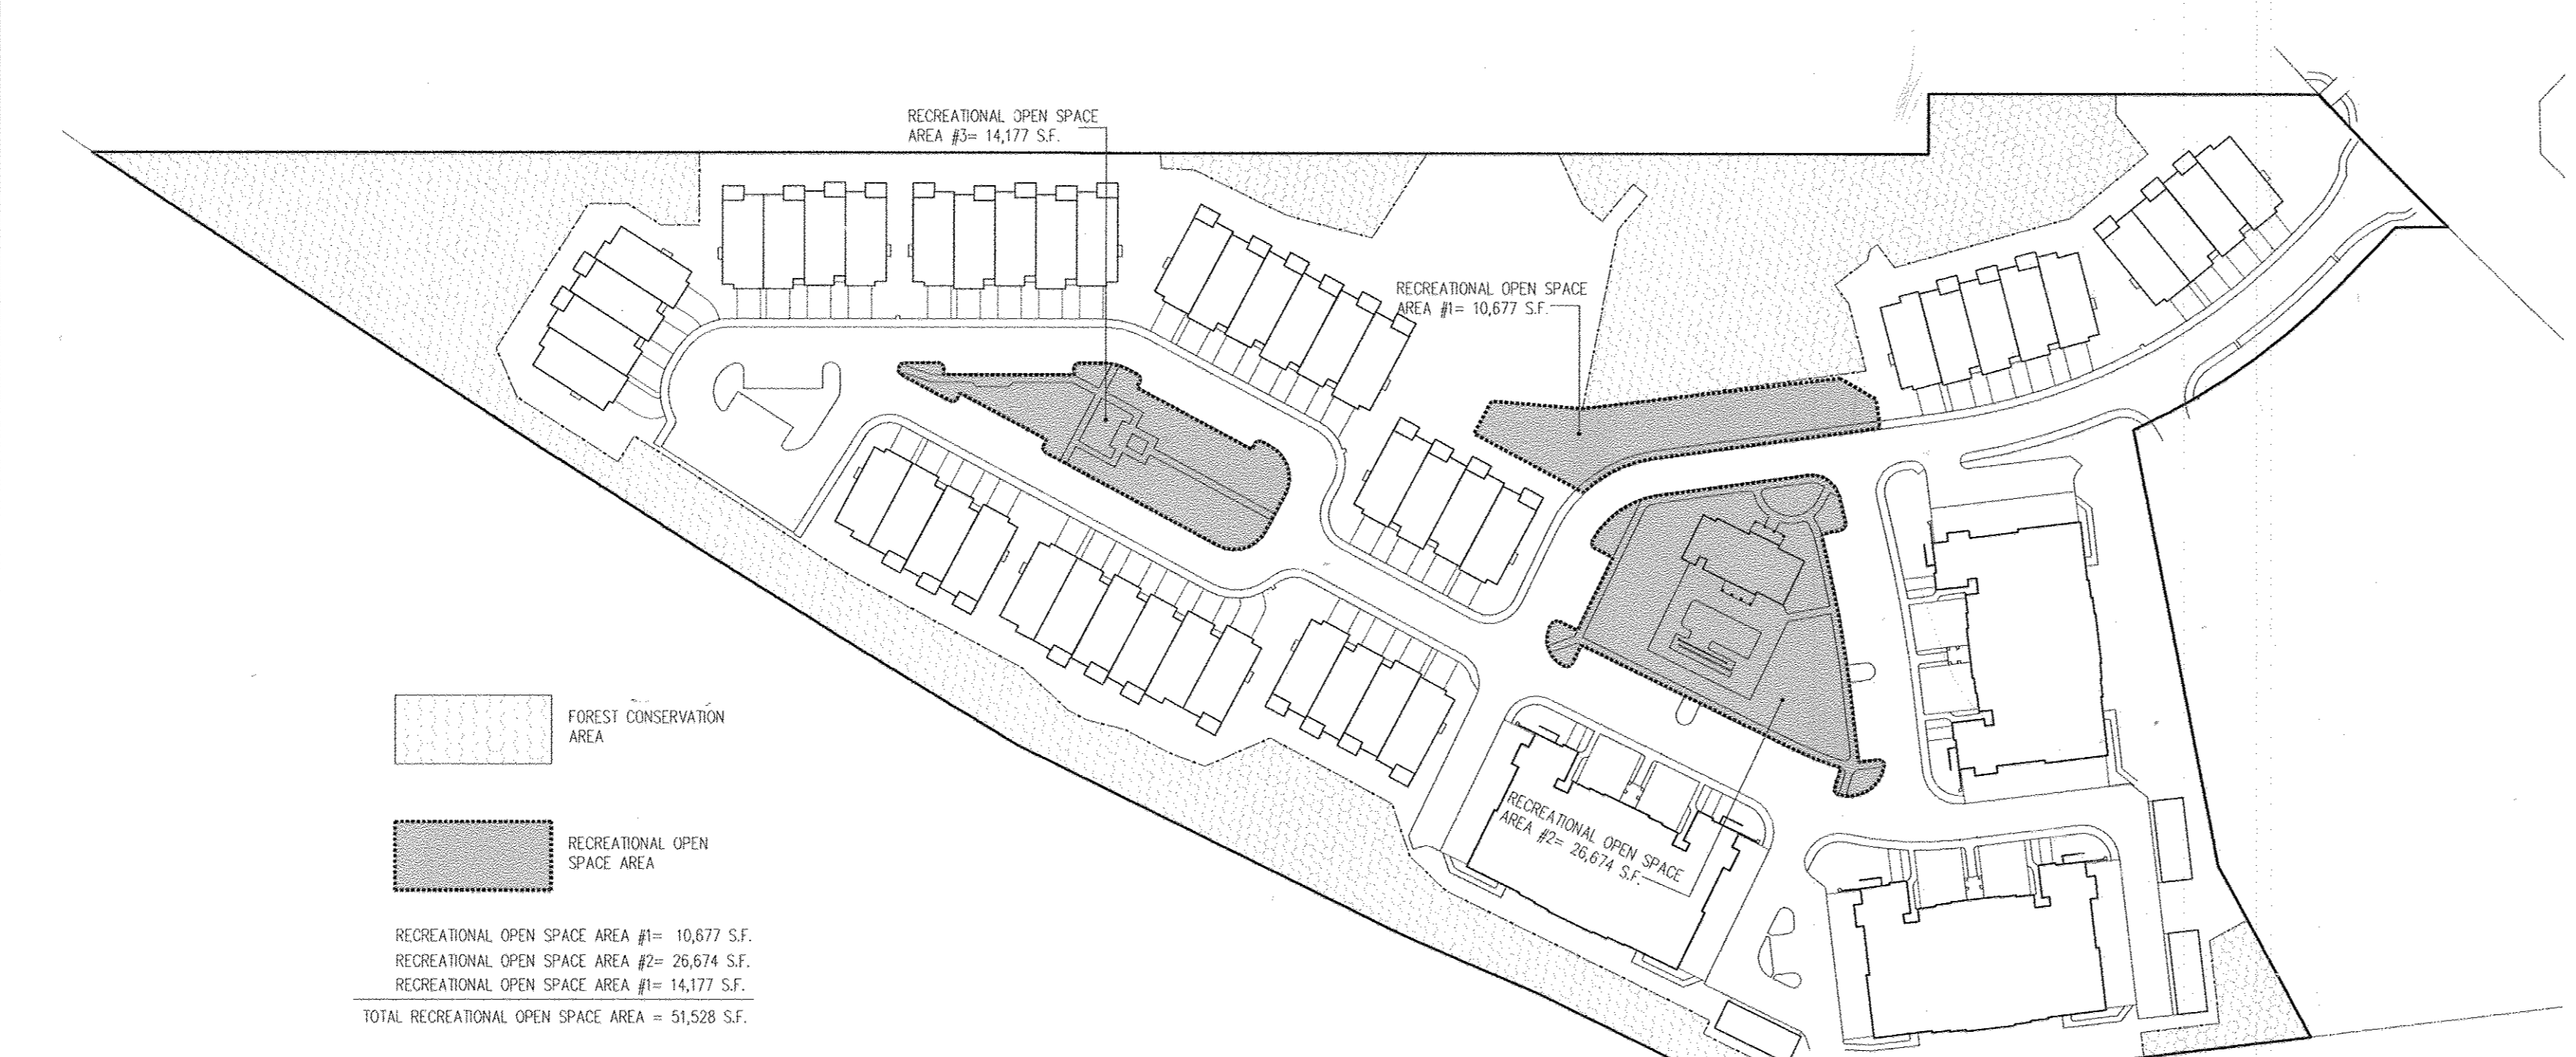 RECREATIONAL OPEN SPACE
AREA #3= 14,177 S.F.
RECREATIONAL OPEN SPACE
AREA #1= 10,677 S.F.
RECREATIONAL OPEN SPACE
AREA #2= 26,674 S.F.
FOREST CONSERVATION
AREA
RECREATIONAL OPEN
SPACE AREA
RECREATIONAL OPEN SPACE AREA #1= 10,677 S.F.
RECREATIONAL OPEN SPACE AREA #2= 26,674 S.F.
RECREATIONAL OPEN SPACE AREA #1= 14,177 S.F.
TOTAL RECREATIONAL OPEN SPACE AREA = 51,528 S.F.